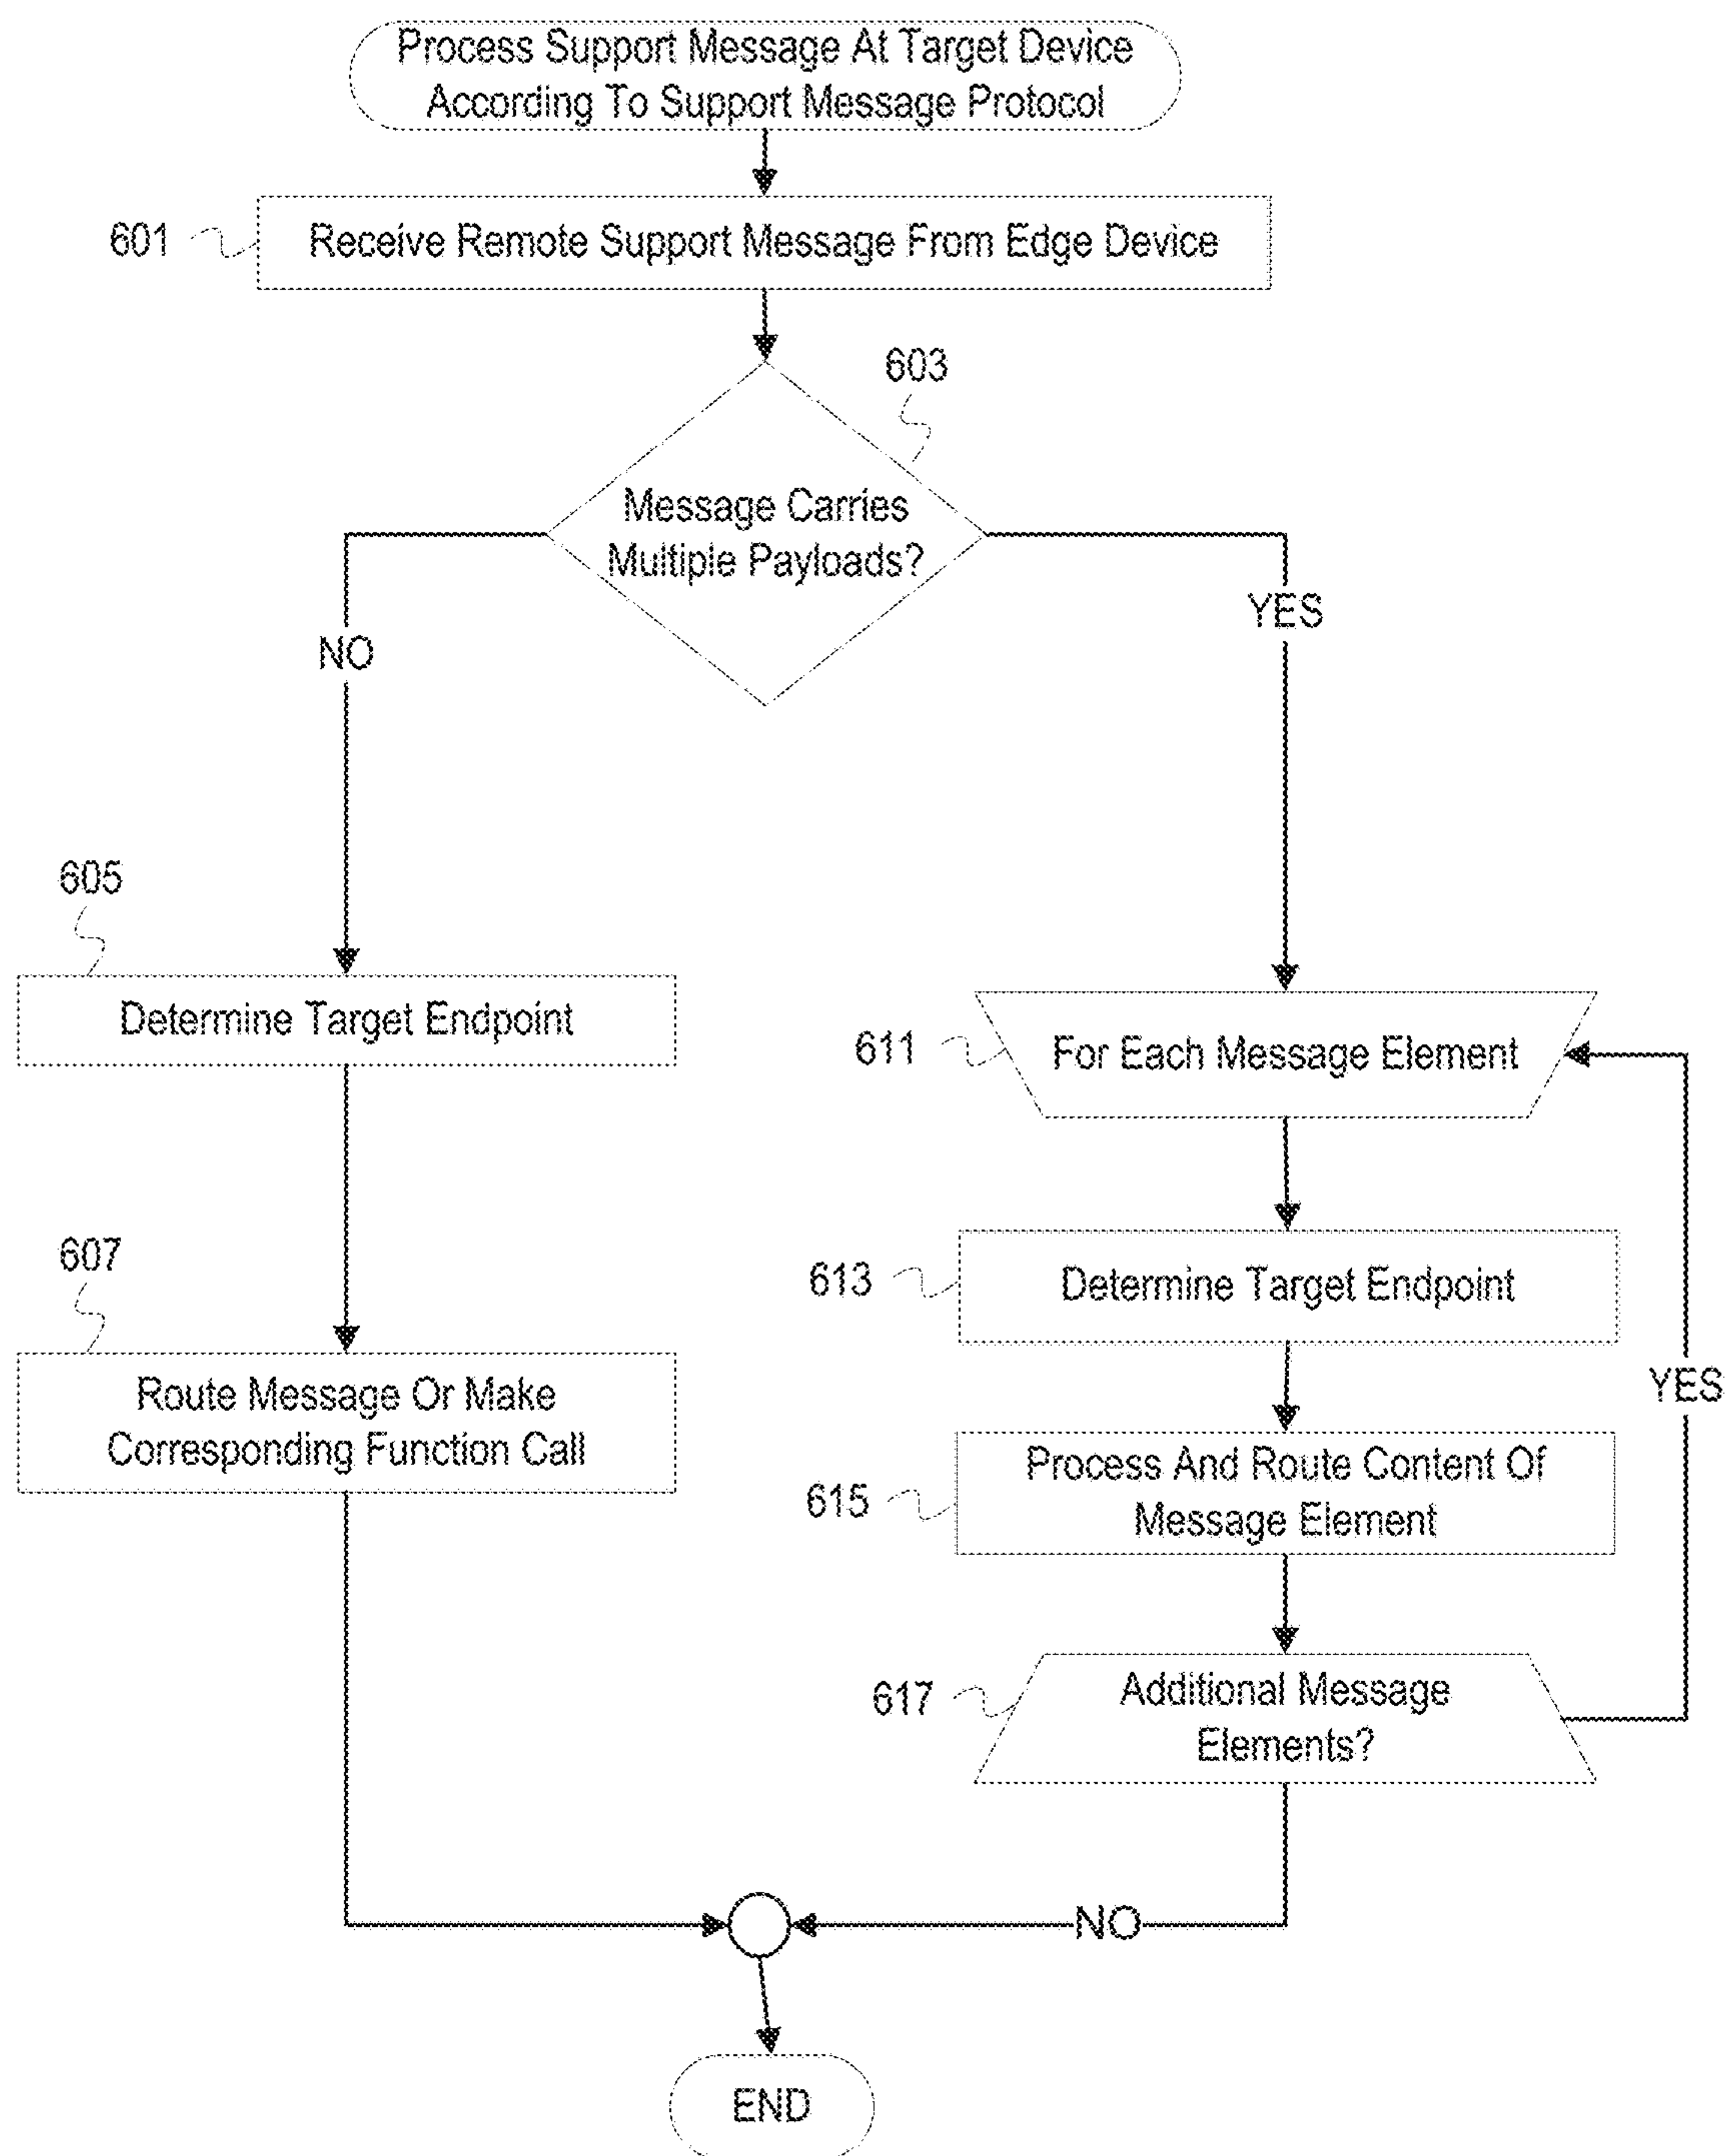 Process Support Message At Target Device
According To Support Message Protocol
601
Receive Remote Support Message From Edge Device
603
Message Carries
Multiple Payloads?
NO
YES
605
Determine Target Endpoint
611
For Each Message Element
607
Route Message Or Make
Corresponding Function Call
613
Determine Target Endpoint
YES
615
Process And Route Content Of
Message Element
617
Additional Message
Elements?
NO
END